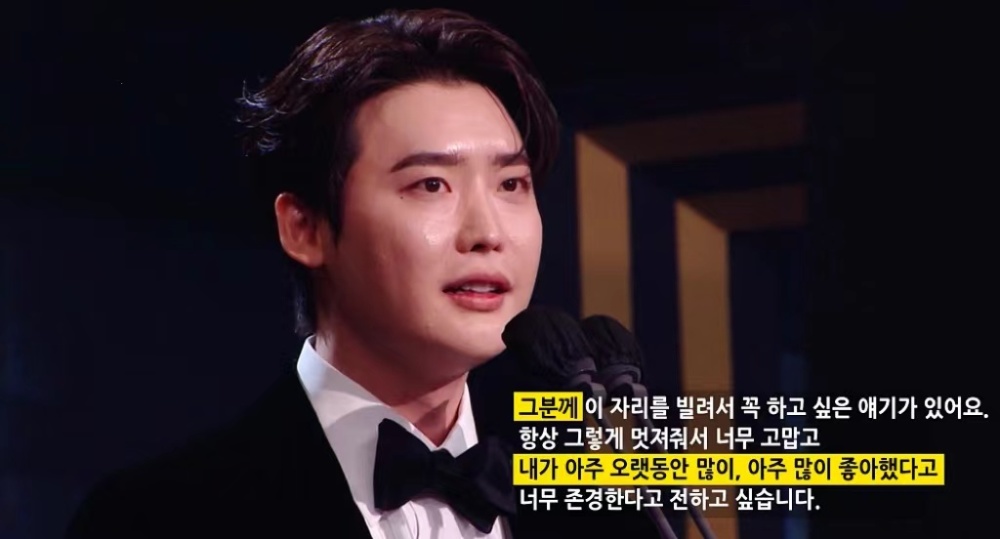 그분께 이 자리를 빌려서 꼭 하고 싶은 얘기가 있어요.
항상 그렇게 멋져줘서 너무 고맙고
내가 아주 오랫동안 많이, 아주 많이 좋아했다고
너무 존경한다고 전하고 싶습니다.